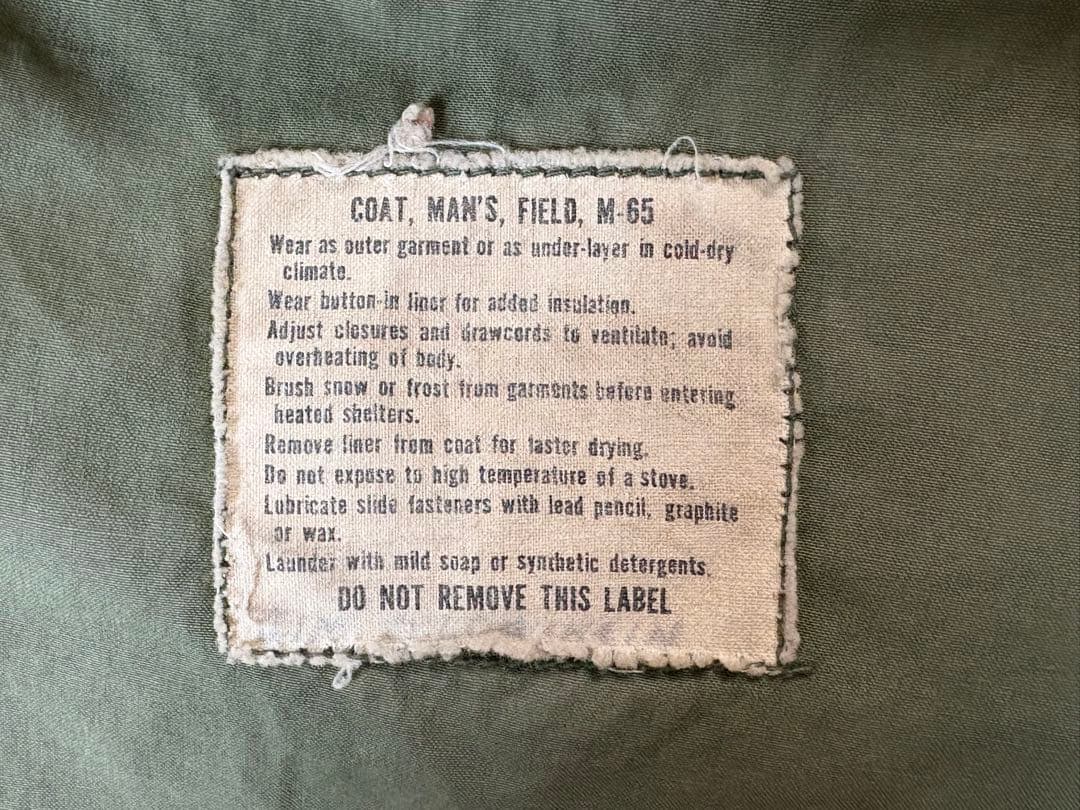 COAT, MAN'S, FIELD, M-65
Wear as outer garment or as under-layer in cold-dry
climate.
Wear button-in liner for added insulation.
Adjust closures and drawcords to ventilate; avoid
overheating of body.
Brush snow or frost from garments before entering
heated shelters.
Remove liner from coat for faster drying.
Do not expose to high temperature of a stove.
Lubricate slide fasteners with lead pencil, graphite
or wax.
Launder with mild soap or synthetic detergents.
DO NOT REMOVE THIS LABEL